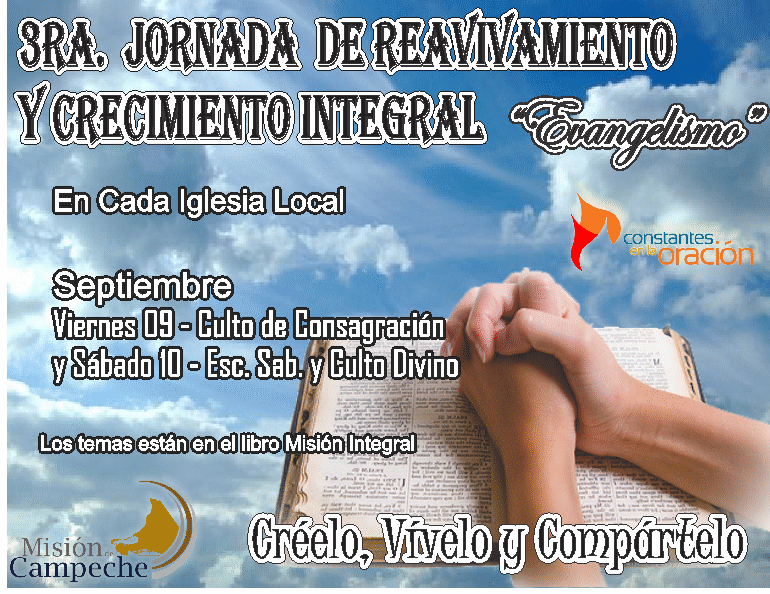 3RA. JORNADA DE REAVIVAMIENTO
Y CRECIMIENTO INTEGRAL "Evangelismo"
En Cada Iglesia Local
constantes
en la oración
Septiembre
Viernes 09 - Culto de Consagración
y Sábado 10 - Esc. Sab. y Culto Divino
Los temas están en el libro Misión Integral
Créelo, Vívelo y Compártelo
Misión
Campeche